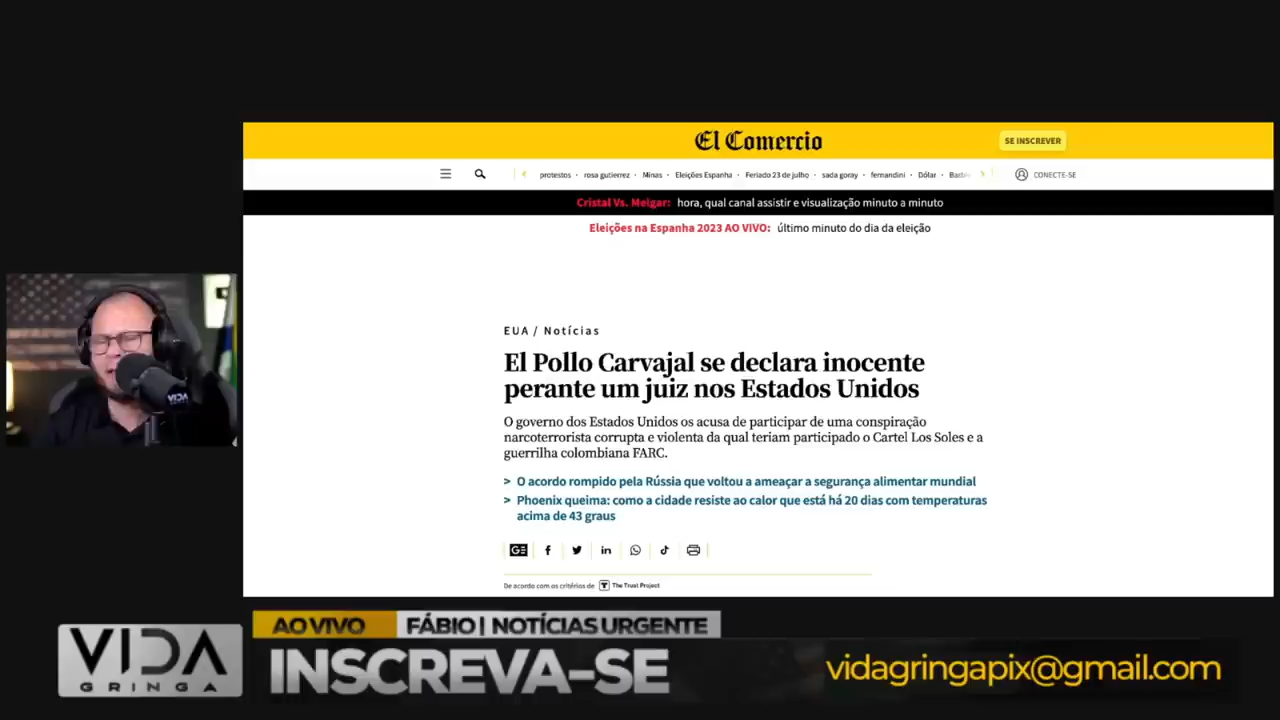 El Comercio
SE INSCREVER
protestos · rosa gutierrez · Minas · Eleições Espanha · Feriado 23 de julho · sada goray · fernandini · Dólar ·
CONECTE-SE
Cristal Vs. Melgar: hora, qual canal assistir e visualização minuto a minuto
Eleições na Espanha 2023 AO VIVO: último minuto do dia da eleição
EUA / Notícias
El Pollo Carvajal se declara inocente
perante um juiz nos Estados Unidos
O governo dos Estados Unidos os acusa de participar de uma conspiração
narcoterrorista corrupta e violenta da qual teriam participado o Cartel Los Soles e a
guerrilha colombiana FARC.
> O acordo rompido pela Rússia que voltou a ameaçar a segurança alimentar mundial
> Phoenix queima: como a cidade resiste ao calor que está há 20 dias com temperaturas
acima de 43 graus
GE
De acordo com os critérios de T The Trust Project
VIDA
AO VIVO FÁBIO | NOTÍCIAS URGENTE
VIDA
GRINGA
INSCREVA-SE
vidagringapix@gmail.com